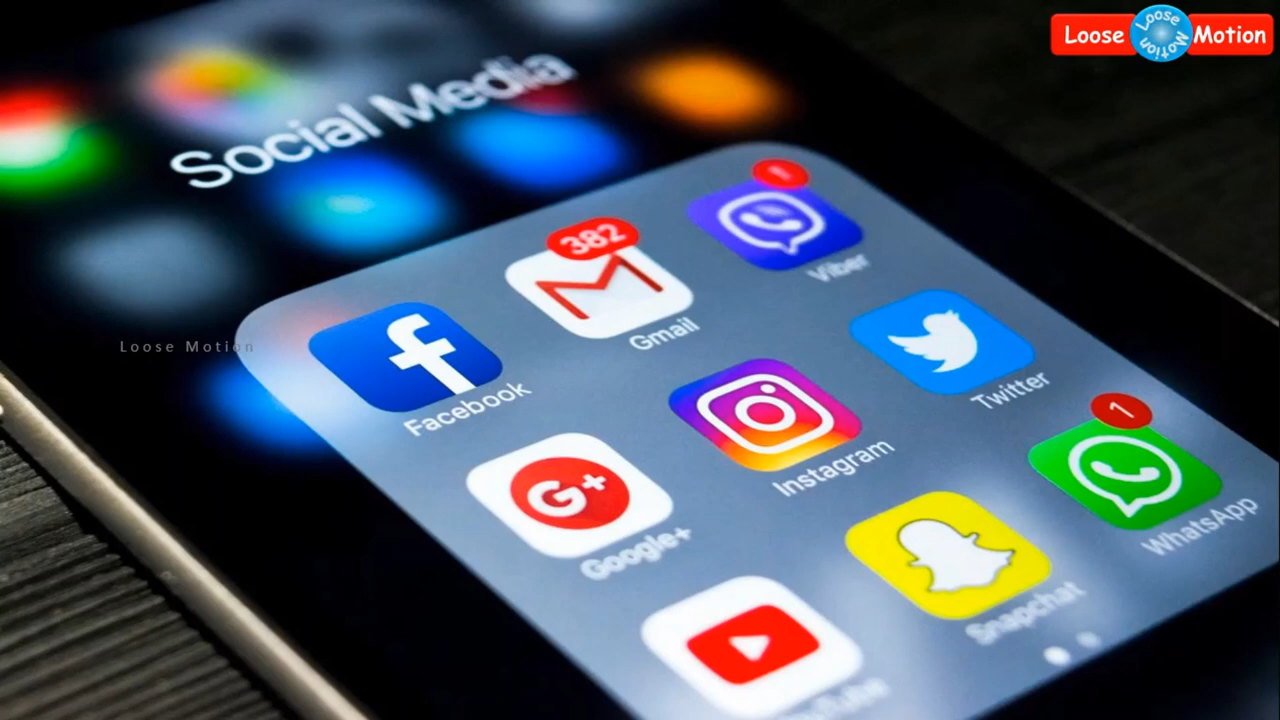 Loose Motion
Loose Motion
Social Media
1
382
Viber
Gmail
Loose Motion
Facebook
Twitter
1
Instagram
G+
Google+
WhatsApp
Snapchat
YouTube